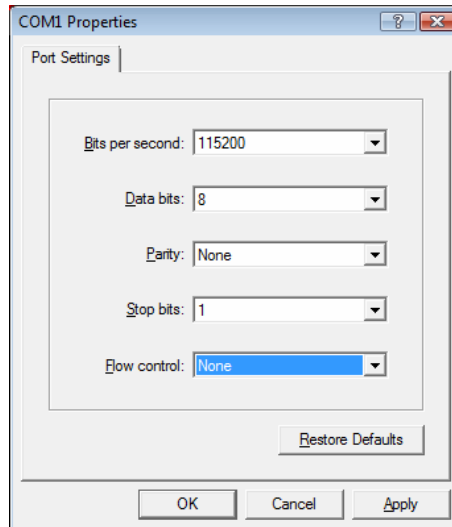 COM1 Properties
Port Settings
Bits per second: 115200
Data bits: 8
Parity: None
Stop bits: 1
Flow control: None
Restore Defaults
OK Cancel Apply